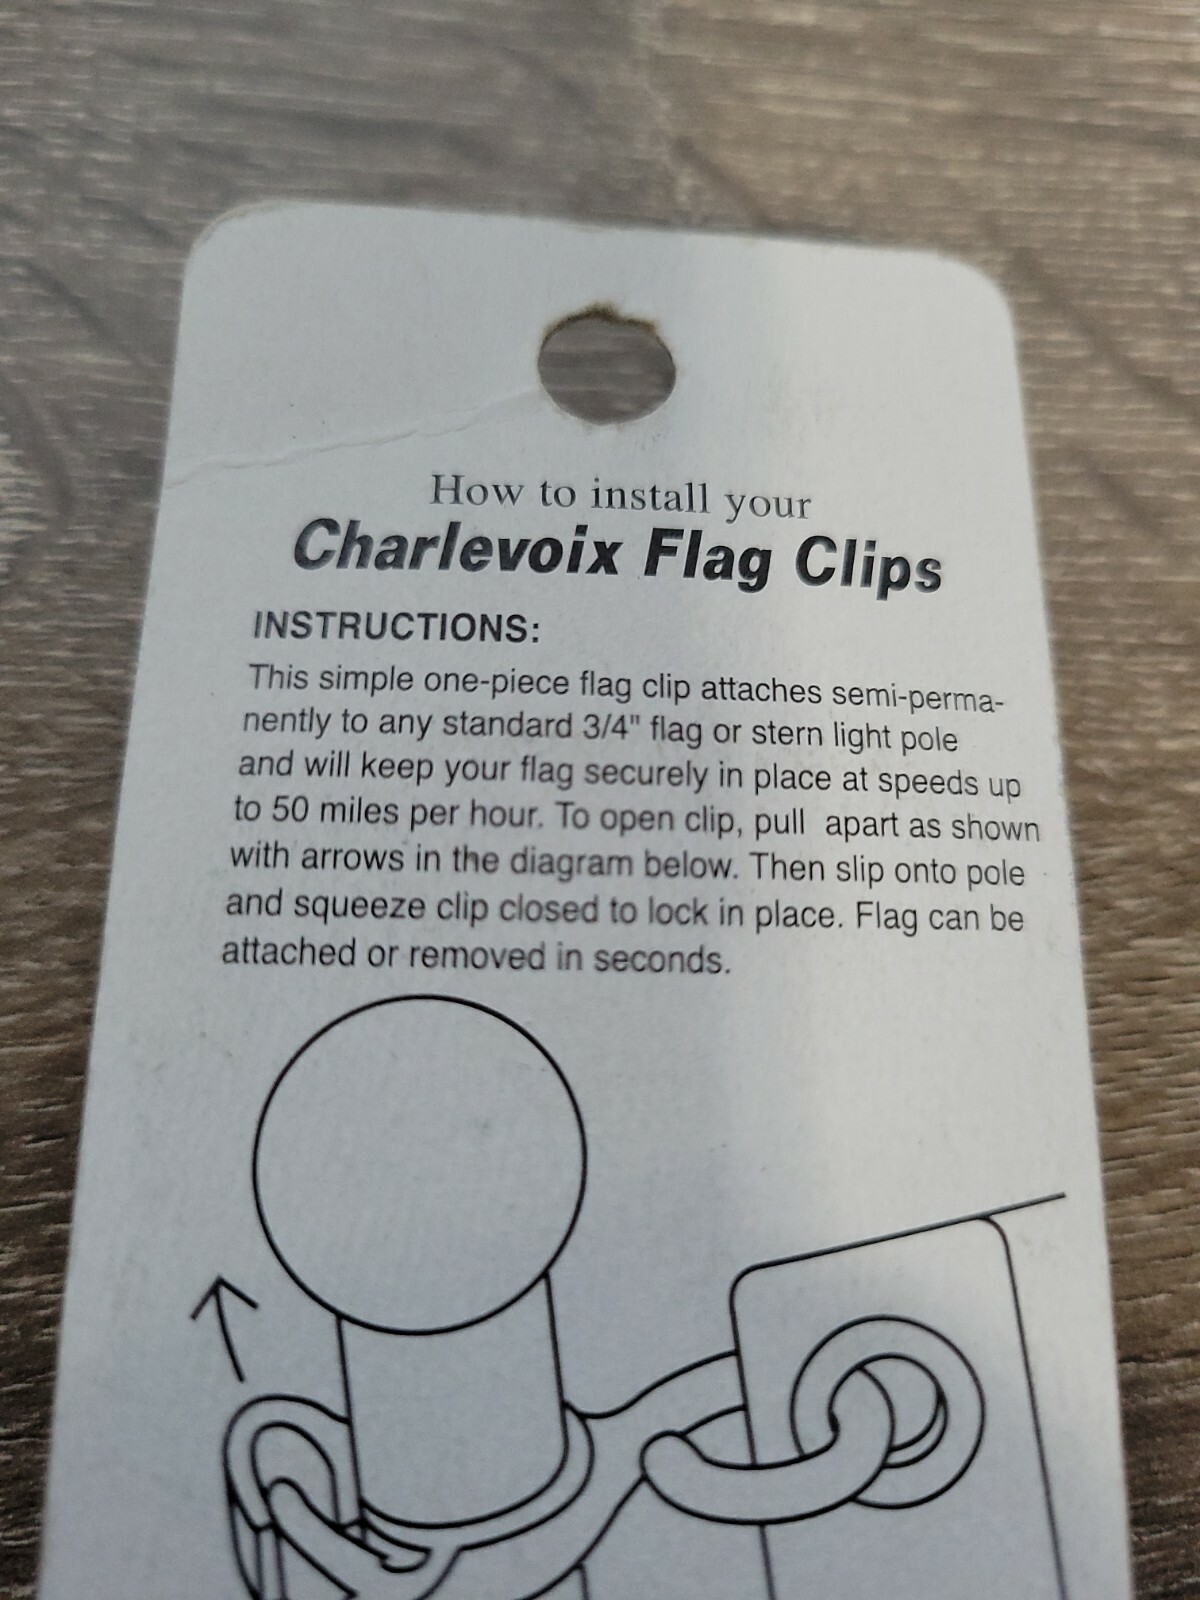 How to install your
Charlevoix Flag Clips
INSTRUCTIONS:
This simple one-piece flag clip attaches semi-perma-
nently to any standard 3/4" flag or stern light pole
and will keep your flag securely in place at speeds up
to 50 miles per hour. To open clip, pull apart as shown
with arrows in the diagram below. Then slip onto pole
and squeeze clip closed to lock in place. Flag can be
attached or removed in seconds.